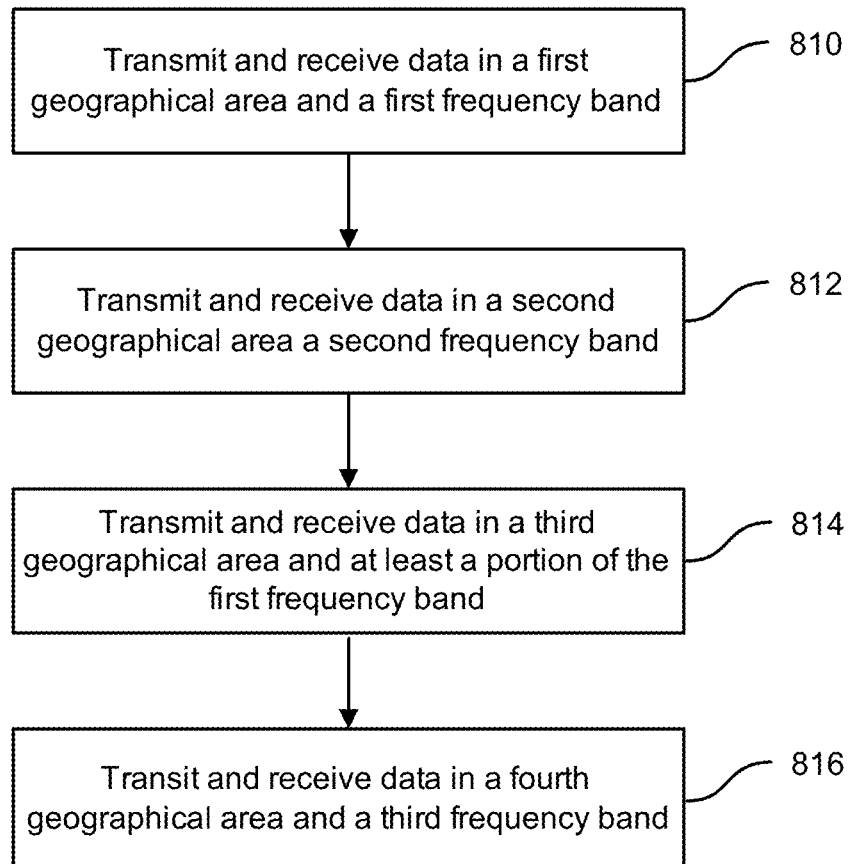 Transmit and receive data in a first
geographical area and a first frequency band
810
Transmit and receive data in a second
geographical area a second frequency band
812
Transmit and receive data in a third
geographical area and at least a portion of the
first frequency band
814
Transit and receive data in a fourth
geographical area and a third frequency band
816